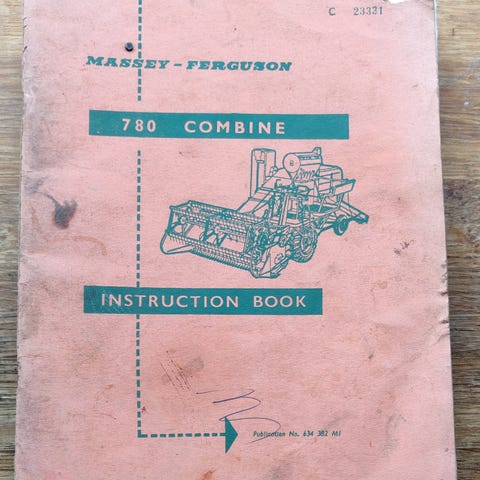 C 23331
MASSEY-FERGUSON
780 COMBINE
INSTRUCTION BOOK
Publication No. 634 382 M1